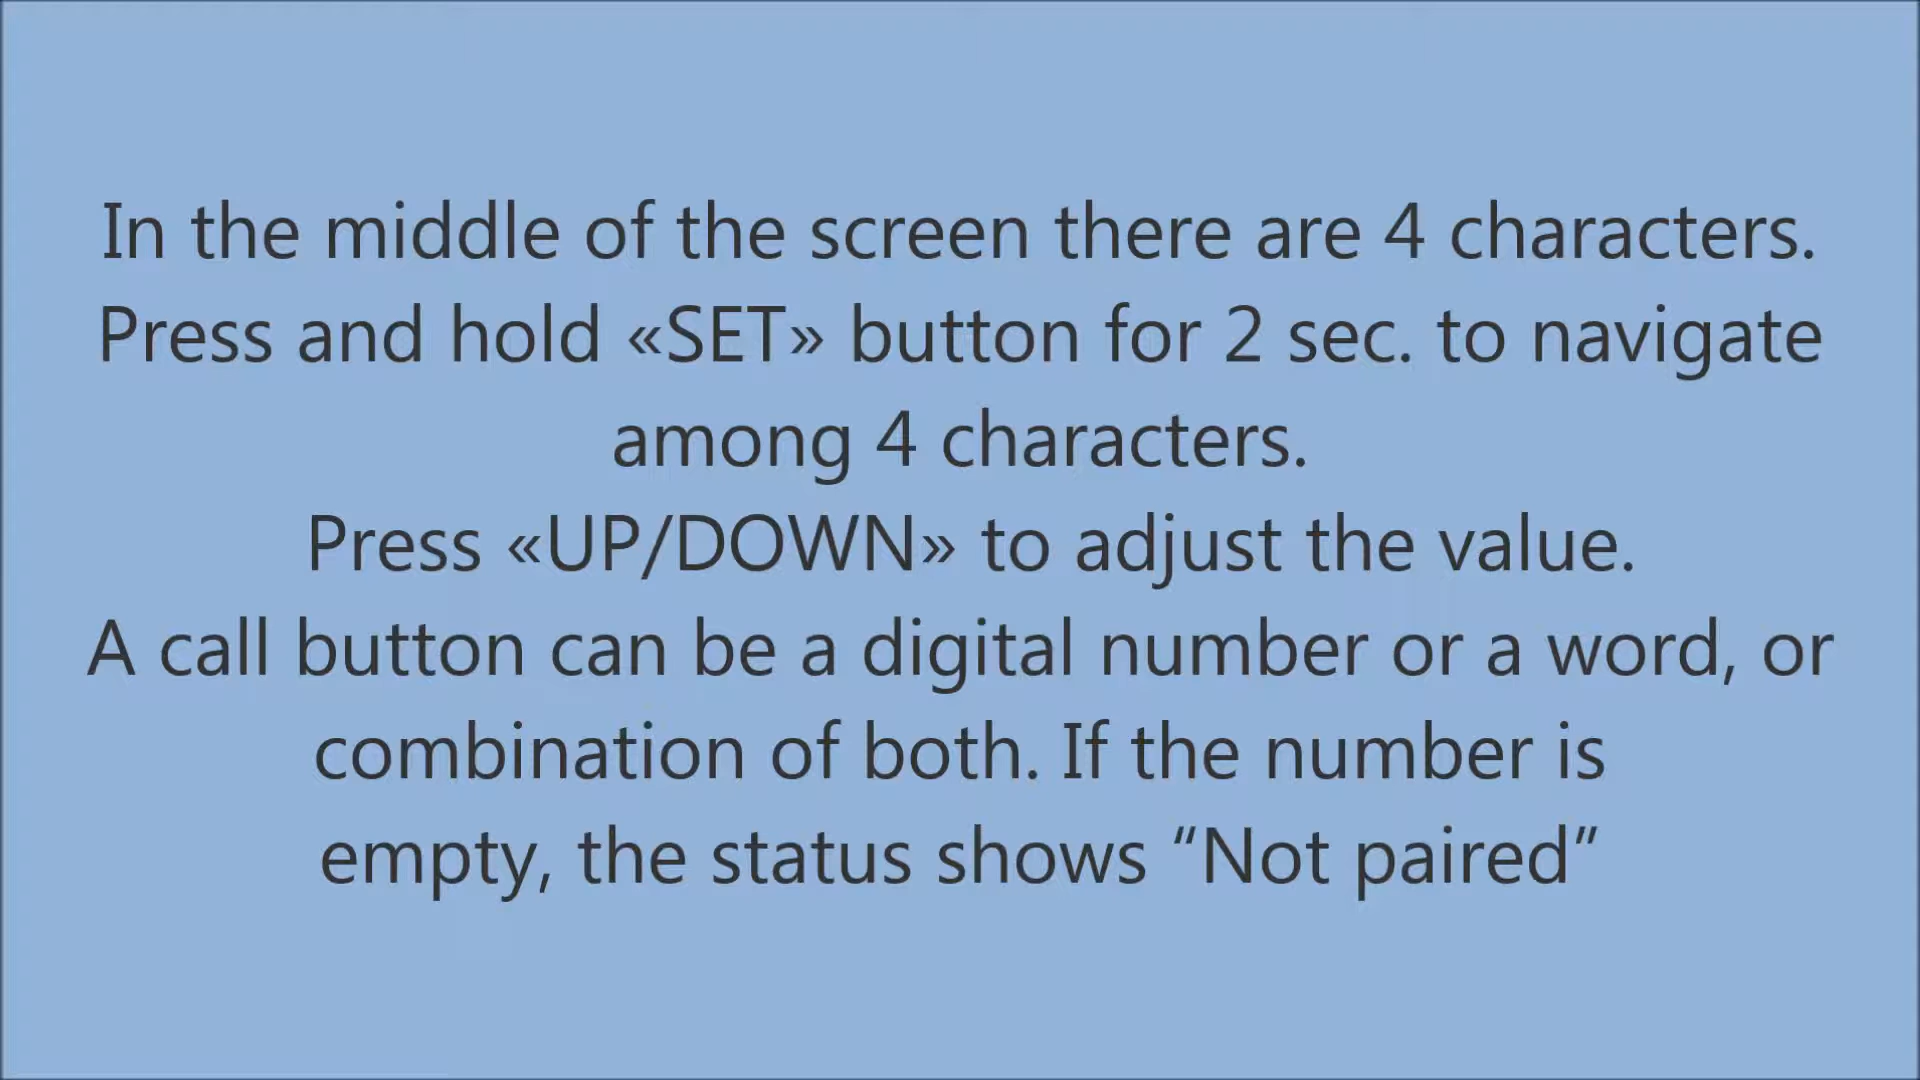 In the middle of the screen there are 4 characters.
Press and hold «SET» button for 2 sec. to navigate
among 4 characters.
Press «UP/DOWN» to adjust the value.
A call button can be a digital number or a word, or
combination of both. If the number is
empty, the status shows “Not paired”